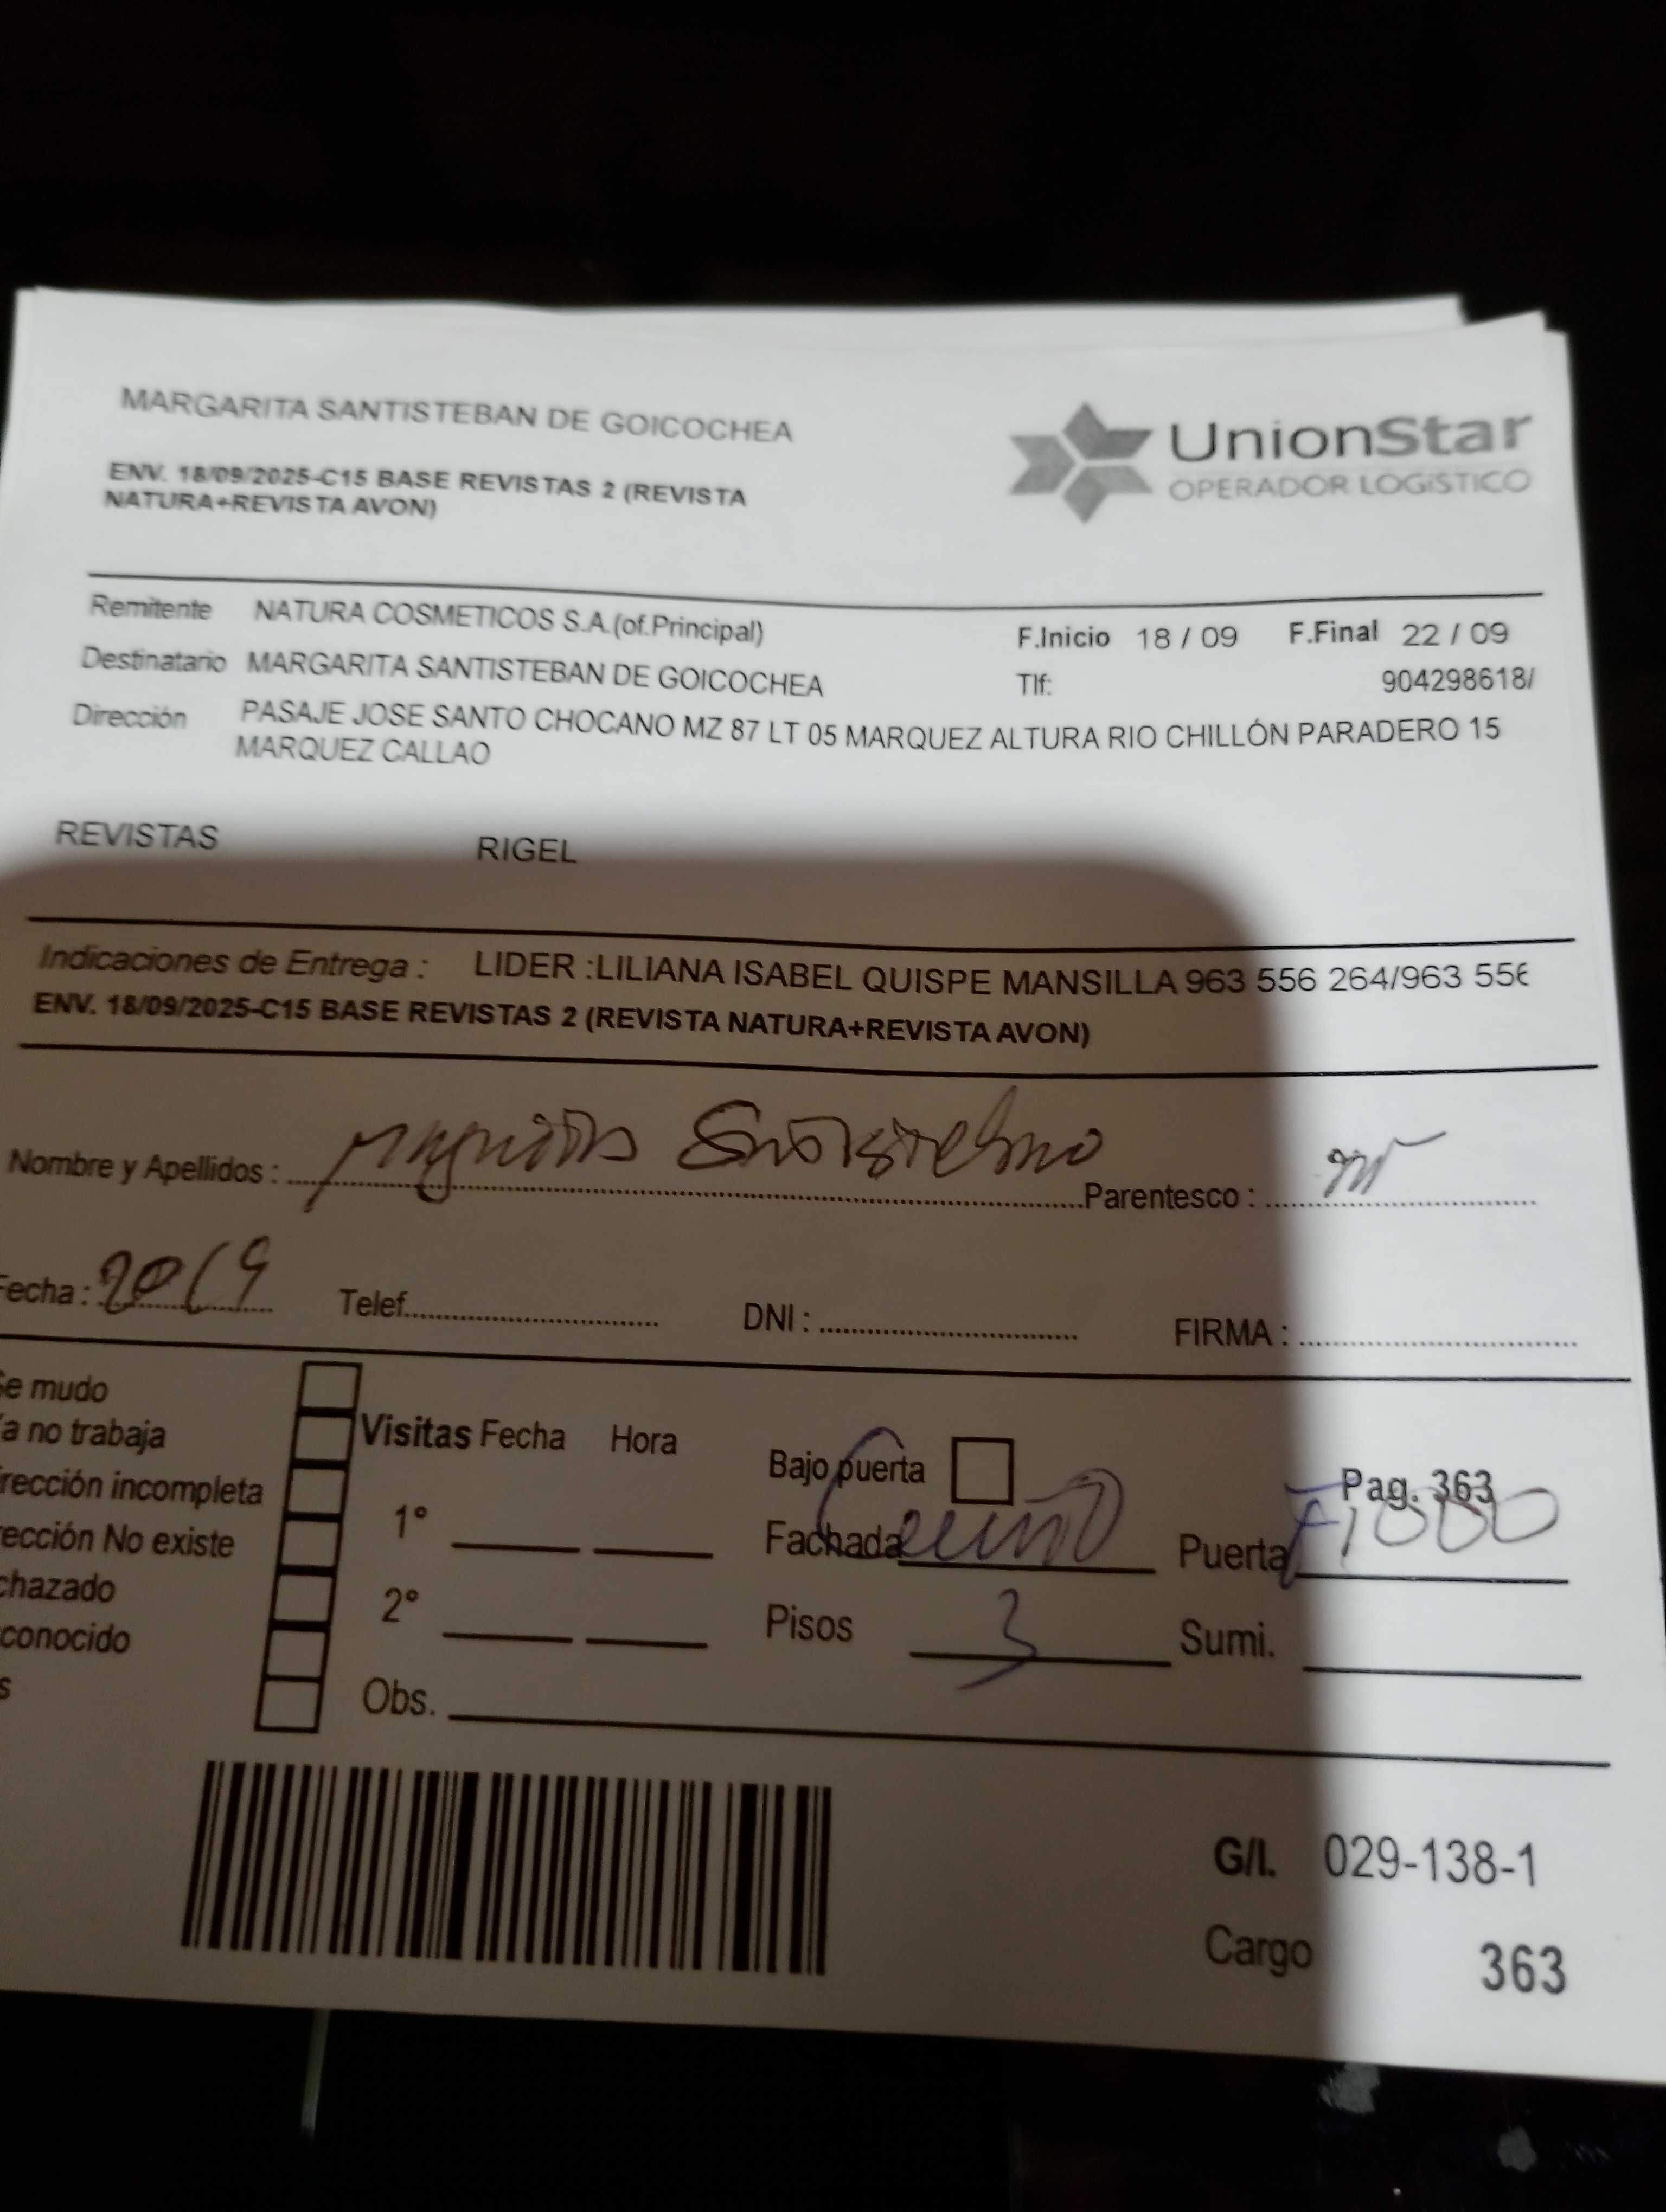 MARGARITA SANTISTEBAN DE GOICOCHEA
UnionStar
OPERADOR LOGíSTICO
ENV. 18/09/2025-C15 BASE REVISTAS 2 (REVISTA
NATURA+REVISTA AVON)
Remitente NATURA COSMETICOS S.A.(of.Principal)
F.Inicio 18 / 09 F.Final 22 / 09
Destinatario MARGARITA SANTISTEBAN DE GOICOCHEA
Tlf: 904298618/
Dirección PASAJE JOSE SANTO CHOCANO MZ 87 LT 05 MARQUEZ ALTURA RIO CHILLÓN PARADERO 15
MARQUEZ CALLAO
REVISTAS RIGEL
Indicaciones de Entrega : LIDER :LILIANA ISABEL QUISPE MANSILLA 963 556 264/963 556
ENV. 18/09/2025-C15 BASE REVISTAS 2 (REVISTA NATURA+REVISTA AVON)
Nombre y Apellidos : Parentesco :
Fecha : 20/9 Telef. DNI : FIRMA :
Se mudo
Ya no trabaja
Visitas Fecha Hora
Bajo puerta
Pag. 363
rección incompleta
1°
Fachada
Puerta
ección No existe
chazado
2°
Pisos 3
Sumi.
conocido
s
Obs.
G/I. 029-138-1
Cargo 363